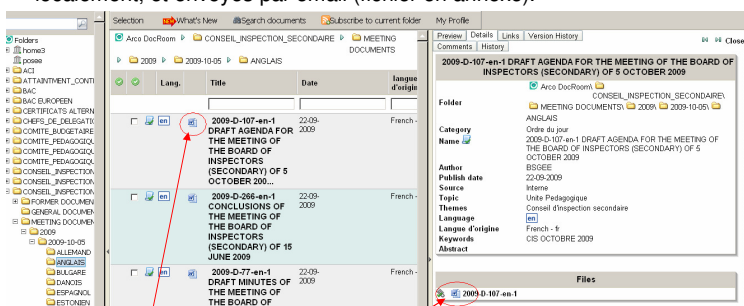 localement, et envoyés par email (fichier en annexe).
Selection What's New Search documents Subscribe to current folder My Profile
Folders
home3
posee
ACI
ATTAINTMENT_CONTI
BAC
BAC EUROPEEN
CERTIFICATS ALTERN
CHEFS_DE_DELEGATIC
COMITE_BUDGETAIRE
COMITE_PEDAGOGIQU
COMITE_PEDAGOGIQU
CONSEIL_INSPECTION
CONSEIL_INSPECTION
CONSEIL_INSPECTION
FORMER DOCUMEN
GENERAL DOCUMEN
MEETING DOCUMEN
2009
2009-10-05
ALLEMAND
ANGLAIS
BULGARE
DANOIS
ESPAGNOL
ESTONIEN
Arco DocRoom CONSEIL_INSPECTION_SECONDAIRE MEETING
DOCUMENTS
2009 2009-10-05 ANGLAIS
Lang. Title Date langue
d'origin
en 2009-D-107-en-1 22-09- French -
DRAFT AGENDA FOR 2009
THE MEETING OF
THE BOARD OF
INSPECTORS
(SECONDARY) OF 5
OCTOBER 200...
en 2009-D-266-en-1 22-09- French -
CONCLUSIONS OF 2009
THE MEETING OF
THE BOARD OF
INSPECTORS
(SECONDARY) OF 15
JUNE 2009
en 2009-D-77-en-1 22-09- French -
DRAFT MINUTES OF 2009
THE MEETING OF
THE BOARD OF
Preview Details Links Version History
Comments History
Close
2009-D-107-en-1 DRAFT AGENDA FOR THE MEETING OF THE BOARD OF
INSPECTORS (SECONDARY) OF 5 OCTOBER 2009
Arco DocRoom\
CONSEIL_INSPECTION_SECONDAIRE\
Folder MEETING DOCUMENTS\ 2009\ 2009-10-05\
ANGLAIS
Category Ordre du jour
Name 2009-D-107-en-1 DRAFT AGENDA FOR THE MEETING OF
THE BOARD OF INSPECTORS (SECONDARY) OF 5
OCTOBER 2009
Author BSGEE
Publish date 22-09-2009
Source Interne
Topic Unite Pedagogique
Themes Conseil d'inspection secondaire
Language en
Langue d'origine French - fr
Keywords CIS OCTOBRE 2009
Abstract
Files
2009-D-107-en-1